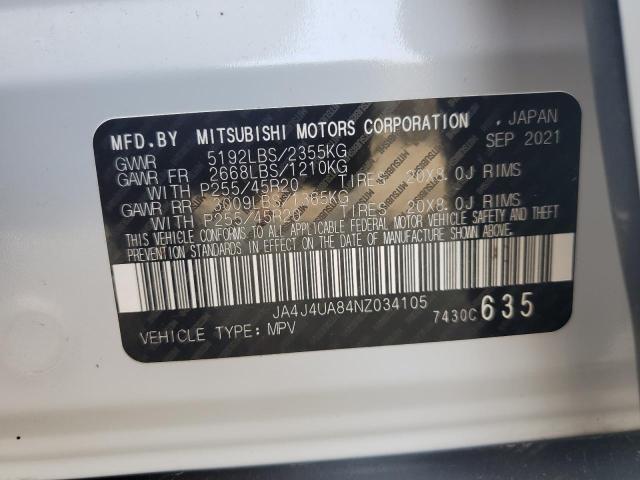 MFD.BY MITSUBISHI MOTORS CORPORATION , JAPAN
GVWR 5192LBS/2355KG SEP 2021
GAWR FR 2668LBS/1210KG
WITH P255/45R20 TIRES 20X8.0J RIMS
GAWR RR 3009LBS/1365KG
WITH P255/45R20 TIRES 20X8.0J RIMS
THIS VEHICLE CONFORMS TO ALL APPLICABLE FEDERAL MOTOR VEHICLE SAFETY AND THEFT
PREVENTION STANDARDS IN EFFECT ON THE DATE OF MANUFACTURE SHOWN ABOVE.
JA4J4UA84NZ034105
VEHICLE TYPE: MPV 7430C 635